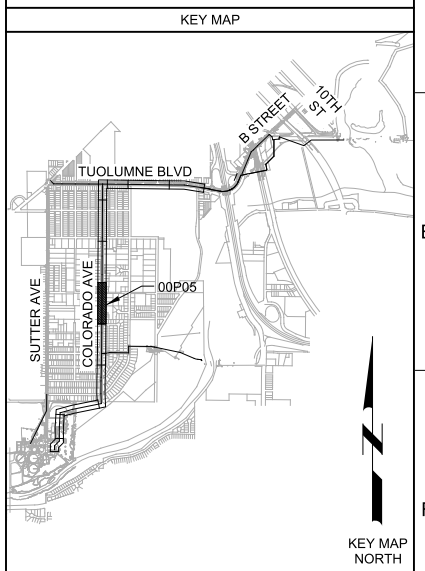 KEY MAP
10TH
ST
B STREET
TUOLUMNE BLVD
00P05
SUTTER AVE
COLORADO AVE
N
KEY MAP
NORTH